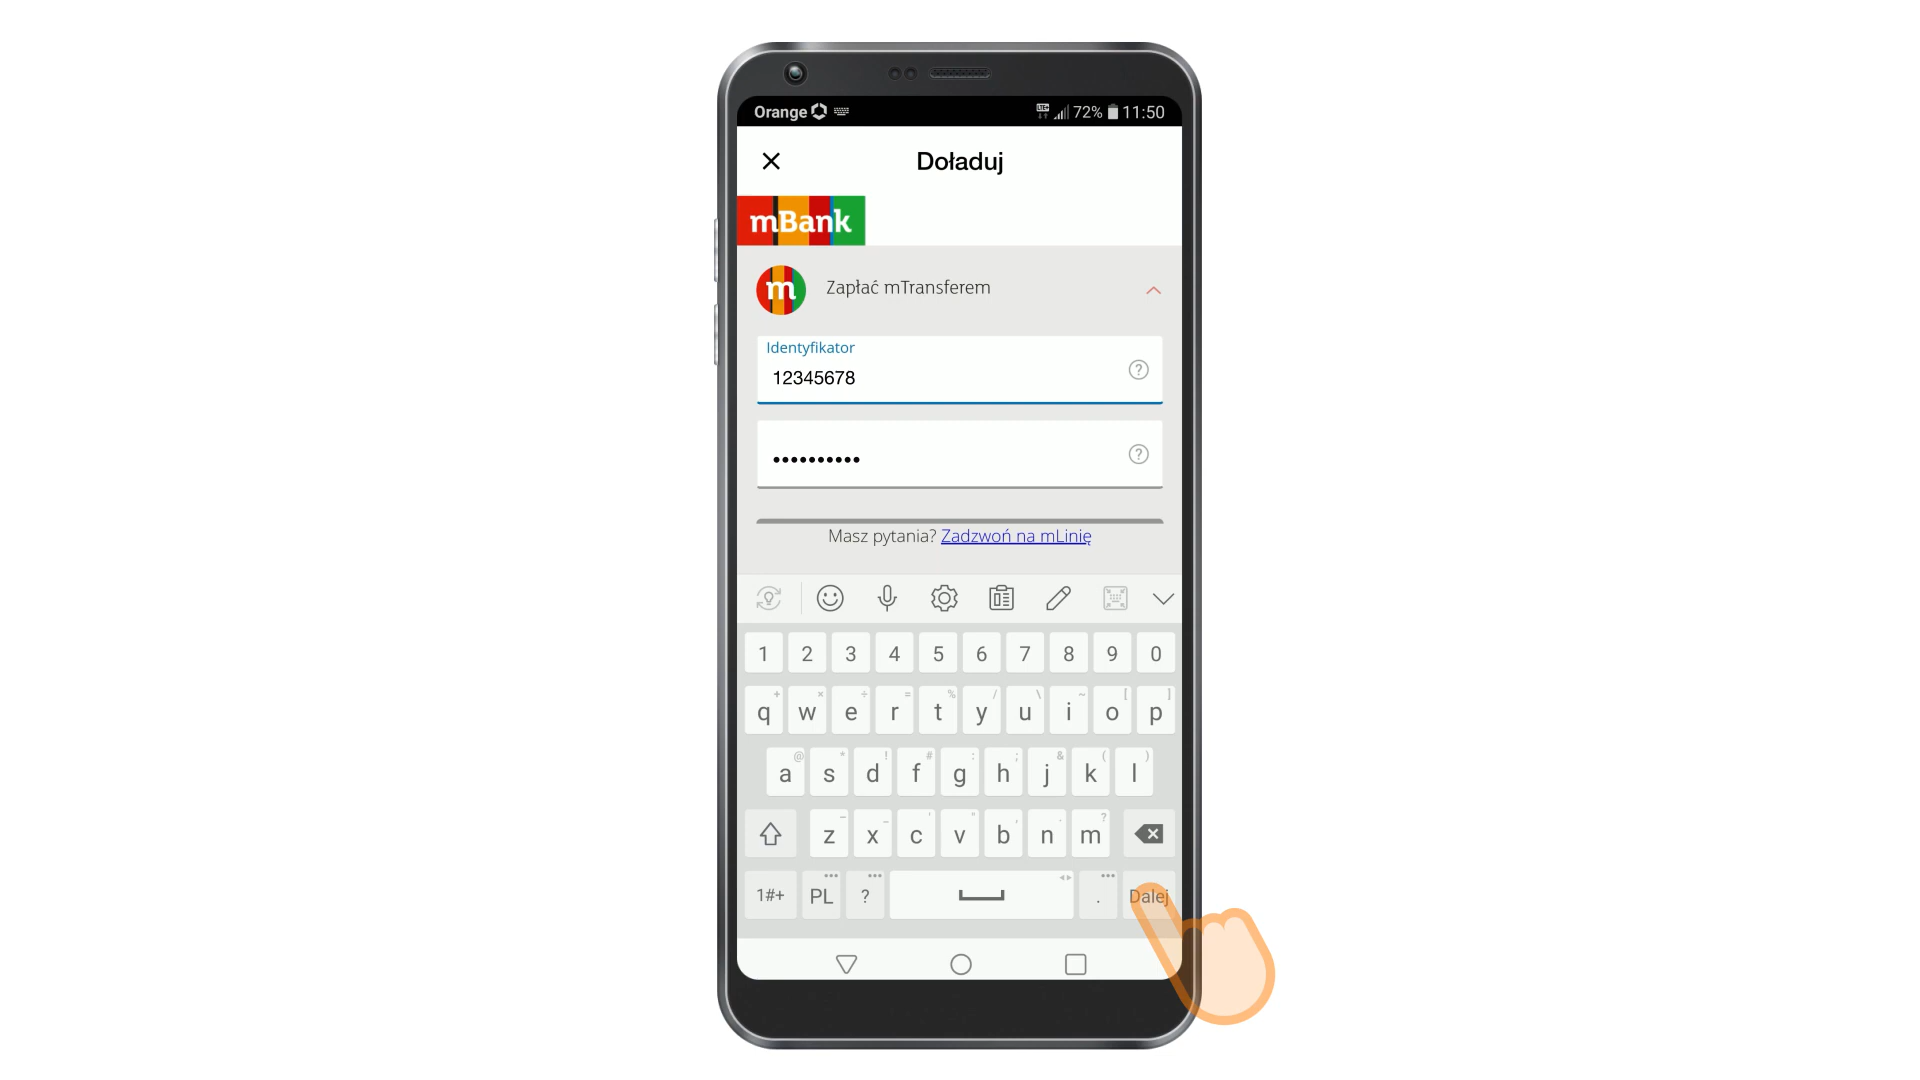 Orange 72% 11:50
Doładuj
mBank
m Zapłać mTransferem
Identyfikator
12345678
Masz pytania? Zadzwoń na mLinię
1 2 3 4 5 6 7 8 9 0
q w e r t y u i o p
a s d f g h j k l
z x c v b n m
1#+ PL ? . Dalej